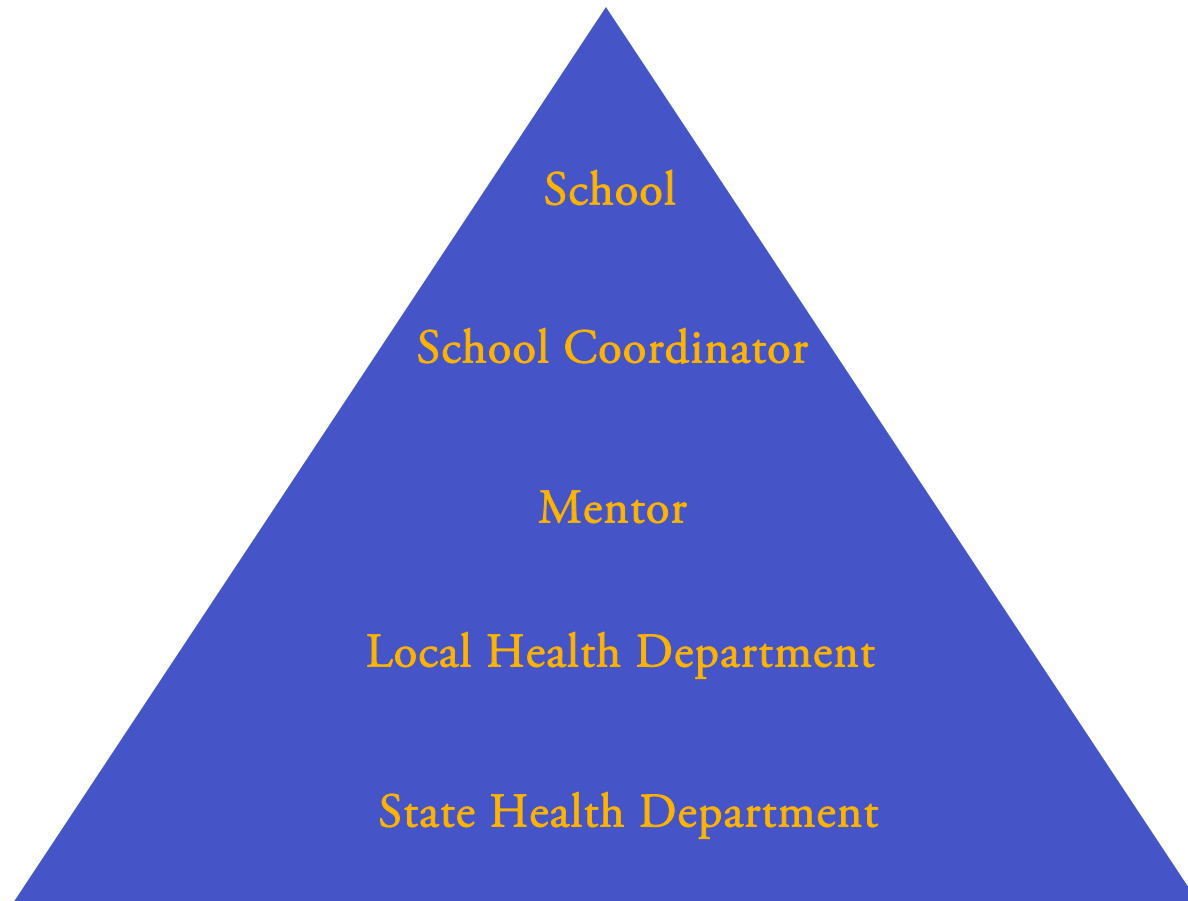 School
School Coordinator
Mentor
Local Health Department
State Health Department